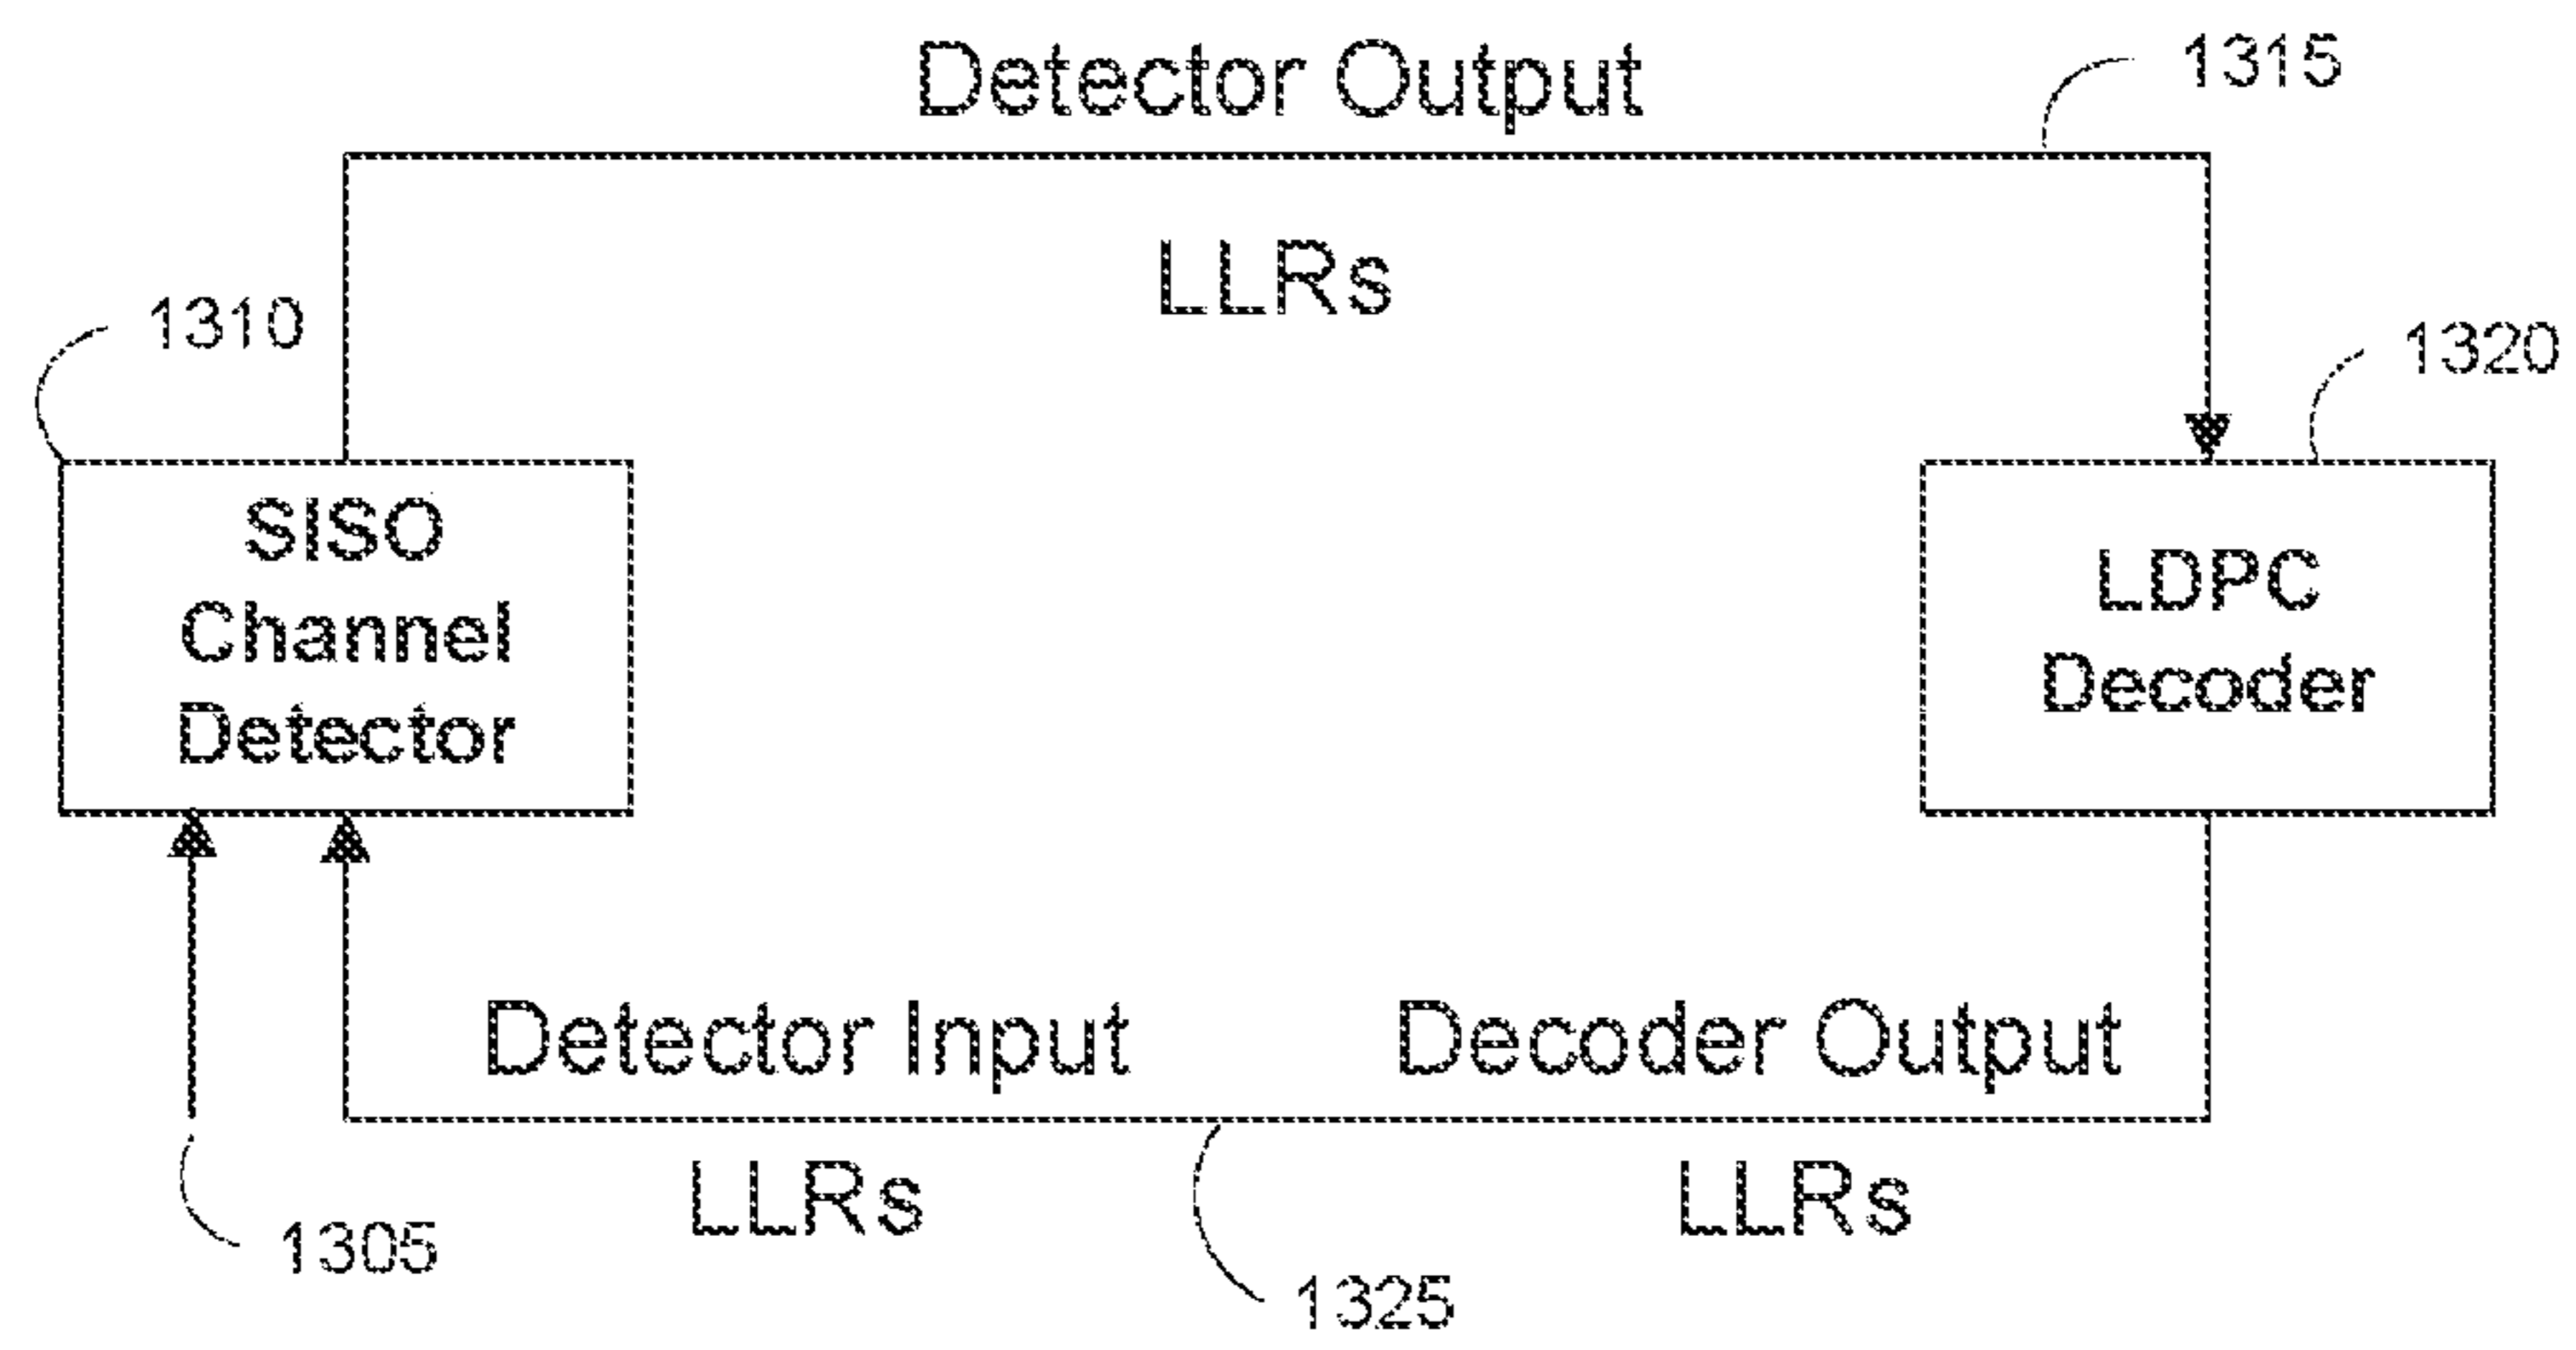 Detector Output
1315
LLRs
1310
1320
SISO
Channel
Detector
LDPC
Decoder
Detector Input
Decoder Output
LLRs
LLRs
1305
1325